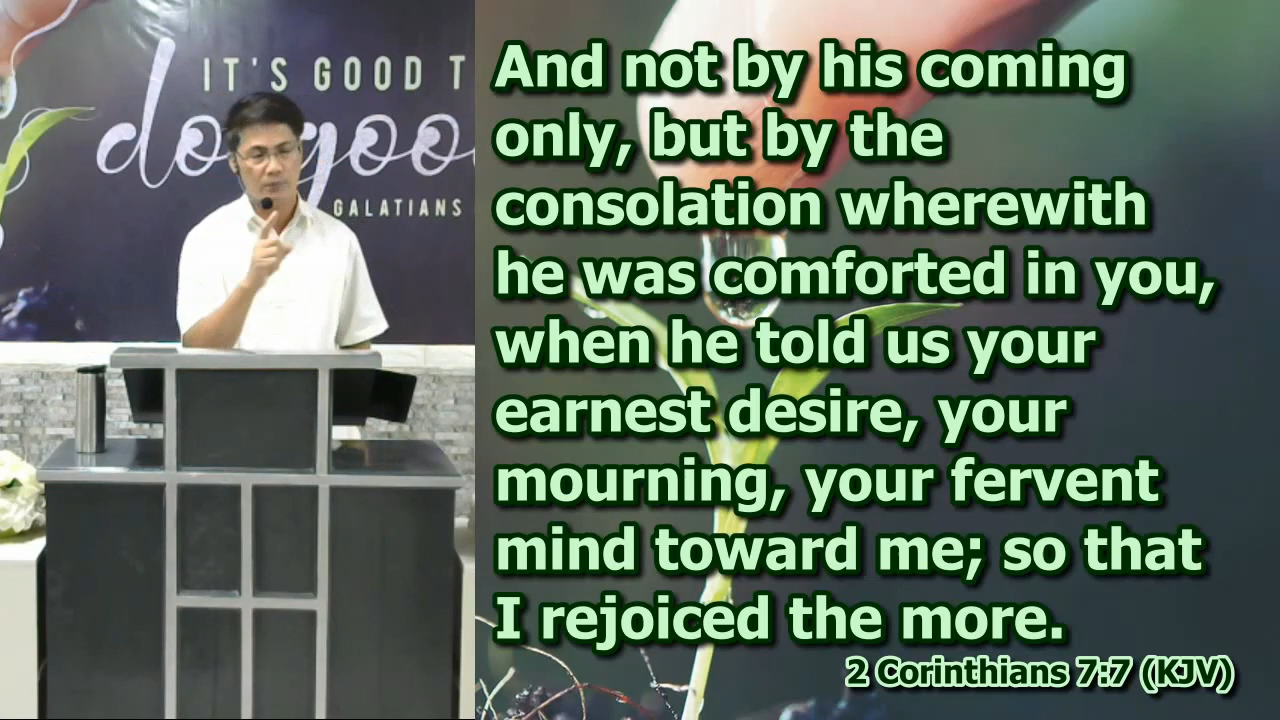 IT'S GOOD T
do goo
GALATIANS
And not by his coming
only, but by the
consolation wherewith
he was comforted in you,
when he told us your
earnest desire, your
mourning, your fervent
mind toward me; so that
I rejoiced the more.
2 Corinthians 7:7 (KJV)